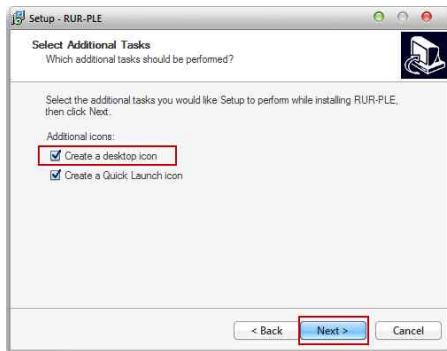 Setup - RUR-PLE
Select Additional Tasks
Which additional tasks should be performed?
Select the additional tasks you would like Setup to perform while installing RUR-PLE,
then click Next.
Additional icons:
Create a desktop icon
Create a Quick Launch icon
< Back
Next >
Cancel